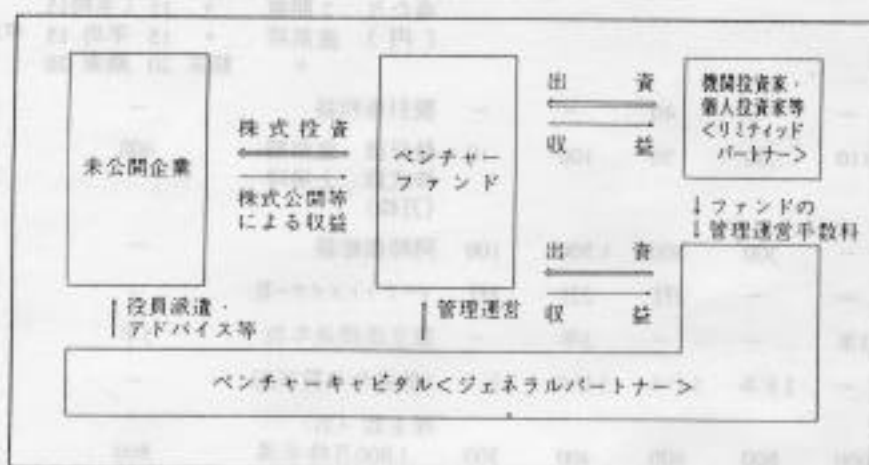 未公開企業
株式投資
株式公開等
による収益
ベンチャー
ファンド
出資
収益
機関投資家・
個人投資家等
<リミティッド
パートナー>
ファンドの
管理運営手数料
出資
収益
役員派遣・
アドバイス等
管理運営
ベンチャーキャピタル<ジェネラルパートナー>